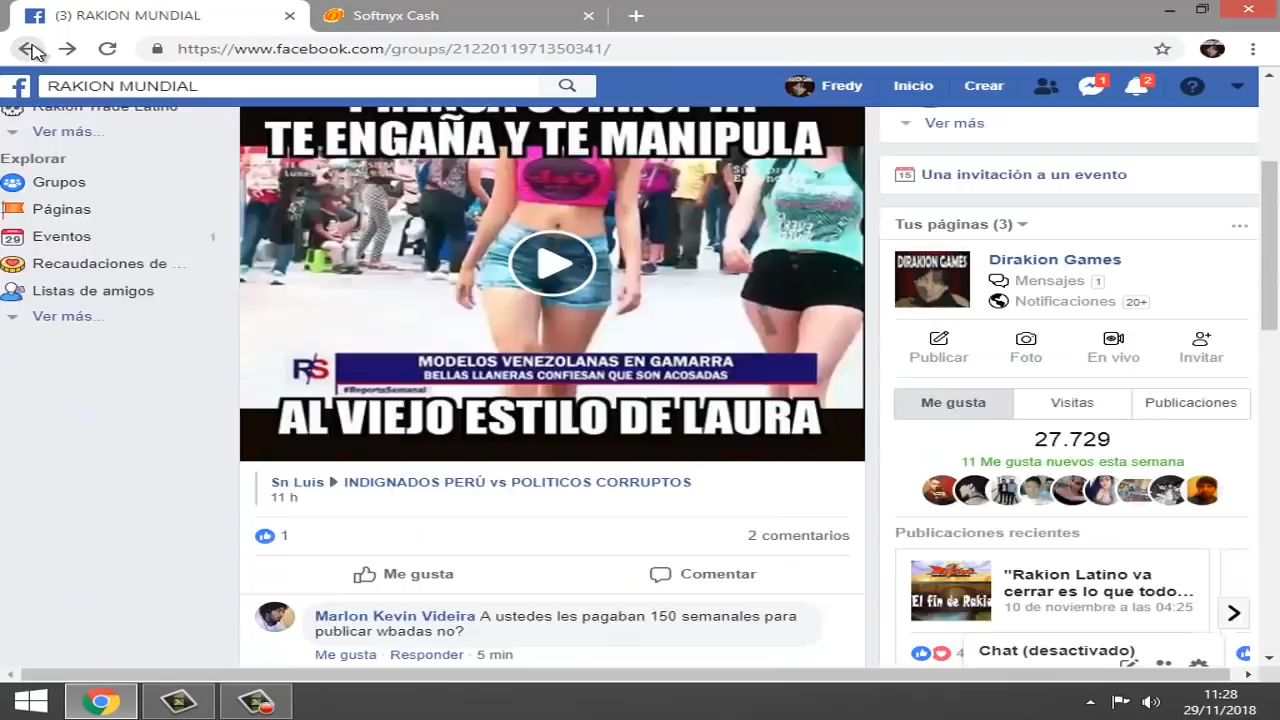 (3) RAKION MUNDIAL
Softnyx Cash
https://www.facebook.com/groups/2122011971350341/
RAKION MUNDIAL
Fredy
Inicio
Crear
1
2
Rakion Trade Latino
Ver más...
Explorar
Grupos
Páginas
Eventos
1
Recaudaciones de ...
Listas de amigos
Ver más...
TE ENGAÑA Y TE MANIPULA
RS
MODELOS VENEZOLANAS EN GAMARRA
BELLAS LLANERAS CONFIESAN QUE SON ACOSADAS
#ReporteSemanal
AL VIEJO ESTILO DE LAURA
Sn Luis INDIGNADOS PERÚ vs POLITICOS CORRUPTOS
11 h
1
2 comentarios
Me gusta
Comentar
Marlon Kevin Videira A ustedes les pagaban 150 semanales para
publicar wbadas no?
Me gusta · Responder · 5 min
Ver más
15
Una invitación a un evento
Tus páginas (3)
DIRAKION GAMES
Dirakion Games
Mensajes 1
Notificaciones 20+
Publicar
Foto
En vivo
Invitar
Me gusta
Visitas
Publicaciones
27.729
11 Me gusta nuevos esta semana
Publicaciones recientes
"Rakion Latino va
cerrar es lo que todo...
10 de noviembre a las 04:25
El fin de Rakio
4
Chat (desactivado)
11:28
29/11/2018